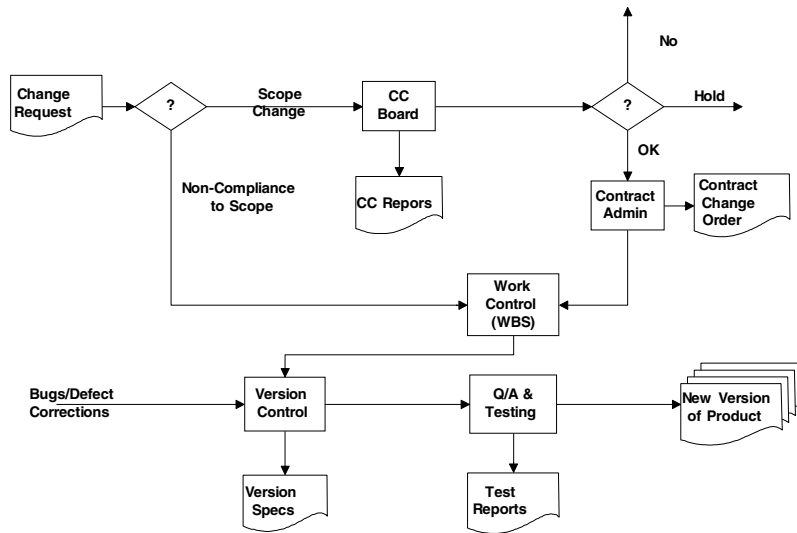 No
Change
Request
?
Scope
Change
CC
Board
?
Hold
OK
Non-Compliance
to Scope
CC Repors
Contract
Admin
Contract
Change
Order
Work
Control
(WBS)
Bugs/Defect
Corrections
Version
Control
Q/A &
Testing
New Version
of Product
Version
Specs
Test
Reports